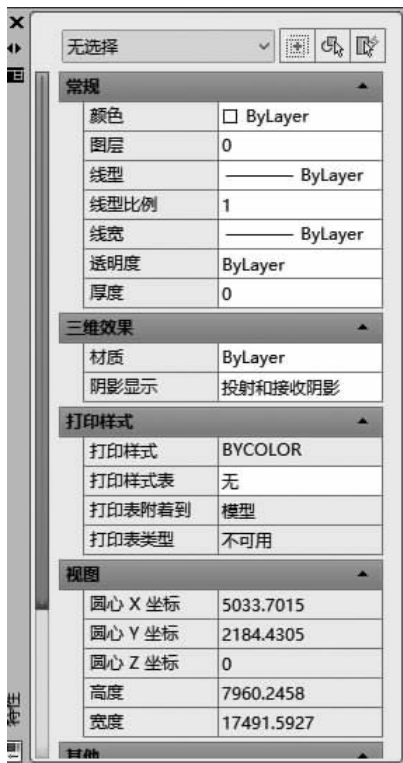 无选择
常规
颜色 ByLayer
图层 0
线型 ByLayer
线型比例 1
线宽 ByLayer
透明度 ByLayer
厚度 0
三维效果
材质 ByLayer
阴影显示 投射和接收阴影
打印样式
打印样式 BYCOLOR
打印样式表 无
打印表附着到 模型
打印表类型 不可用
视图
圆心 X 坐标 5033.7015
圆心 Y 坐标 2184.4305
圆心 Z 坐标 0
高度 7960.2458
宽度 17491.5927
其他
特性